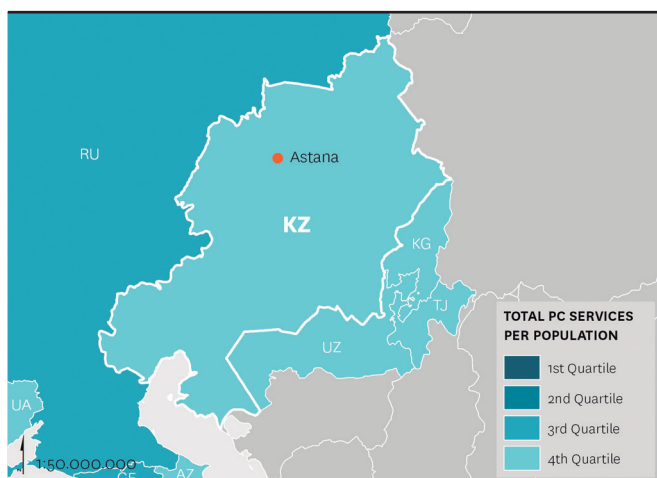 RU
Astana
KZ
KG
TJ
UZ
UA
1:50.000.000
GE
AZ
TOTAL PC SERVICES
PER POPULATION
1st Quartile
2nd Quartile
3rd Quartile
4th Quartile